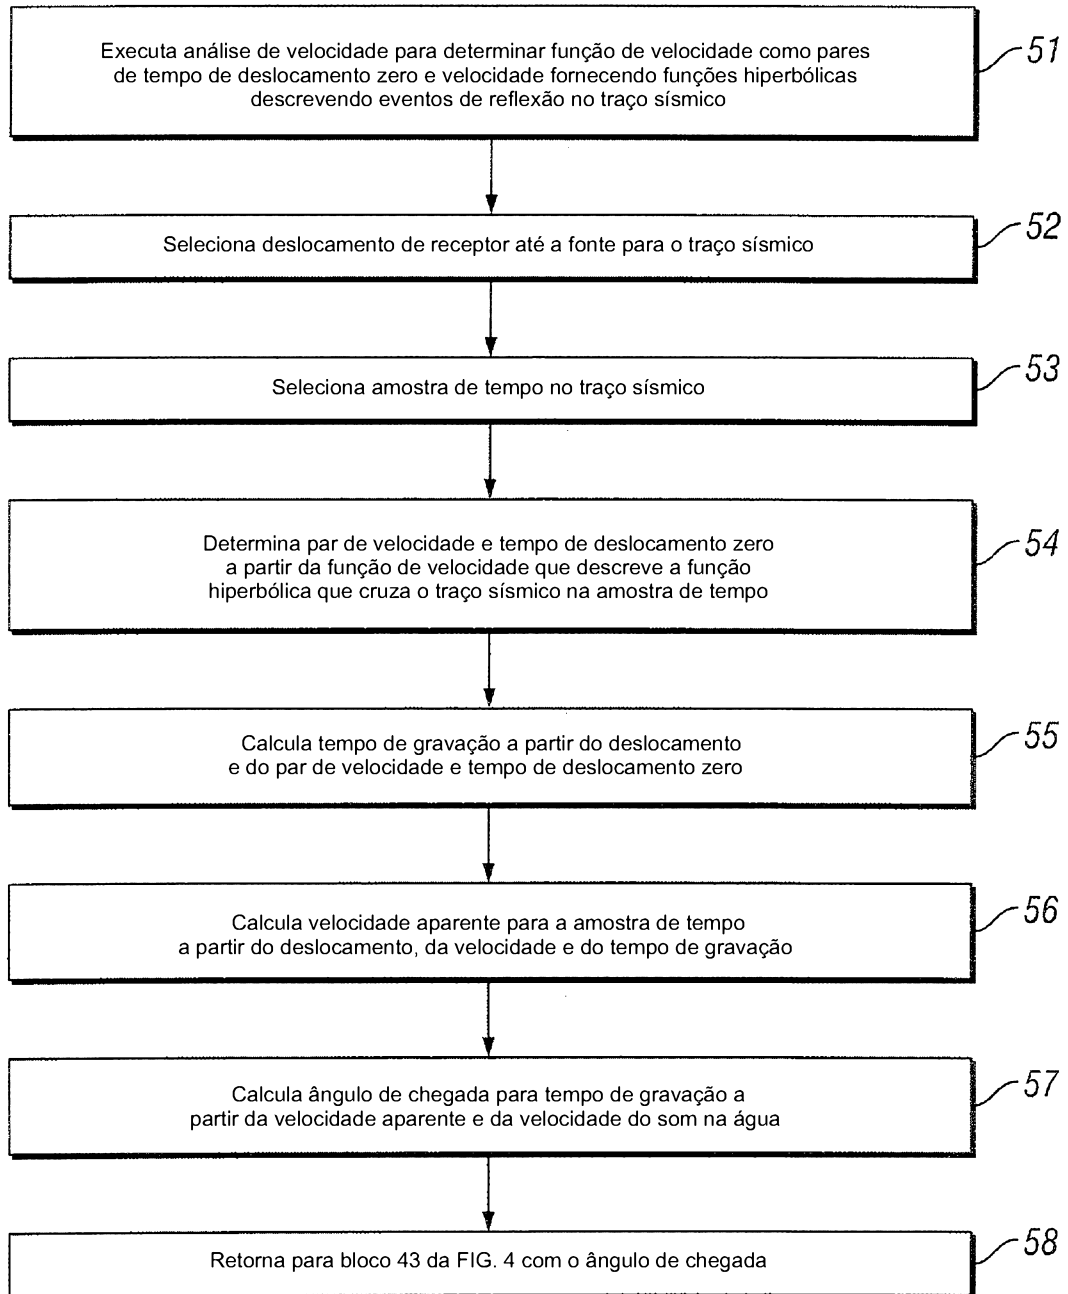 Executa análise de velocidade para determinar função de velocidade como pares
de tempo de deslocamento zero e velocidade fornecendo funções hiperbólicas
descrevendo eventos de reflexão no traço sísmico
51
Seleciona deslocamento de receptor até a fonte para o traço sísmico
52
Seleciona amostra de tempo no traço sísmico
53
Determina par de velocidade e tempo de deslocamento zero
a partir da função de velocidade que descreve a função
hiperbólica que cruza o traço sísmico na amostra de tempo
54
Calcula tempo de gravação a partir do deslocamento
e do par de velocidade e tempo de deslocamento zero
55
Calcula velocidade aparente para a amostra de tempo
a partir do deslocamento, da velocidade e do tempo de gravação
56
Calcula ângulo de chegada para tempo de gravação a
partir da velocidade aparente e da velocidade do som na água
57
Retorna para bloco 43 da FIG. 4 com o ângulo de chegada
58